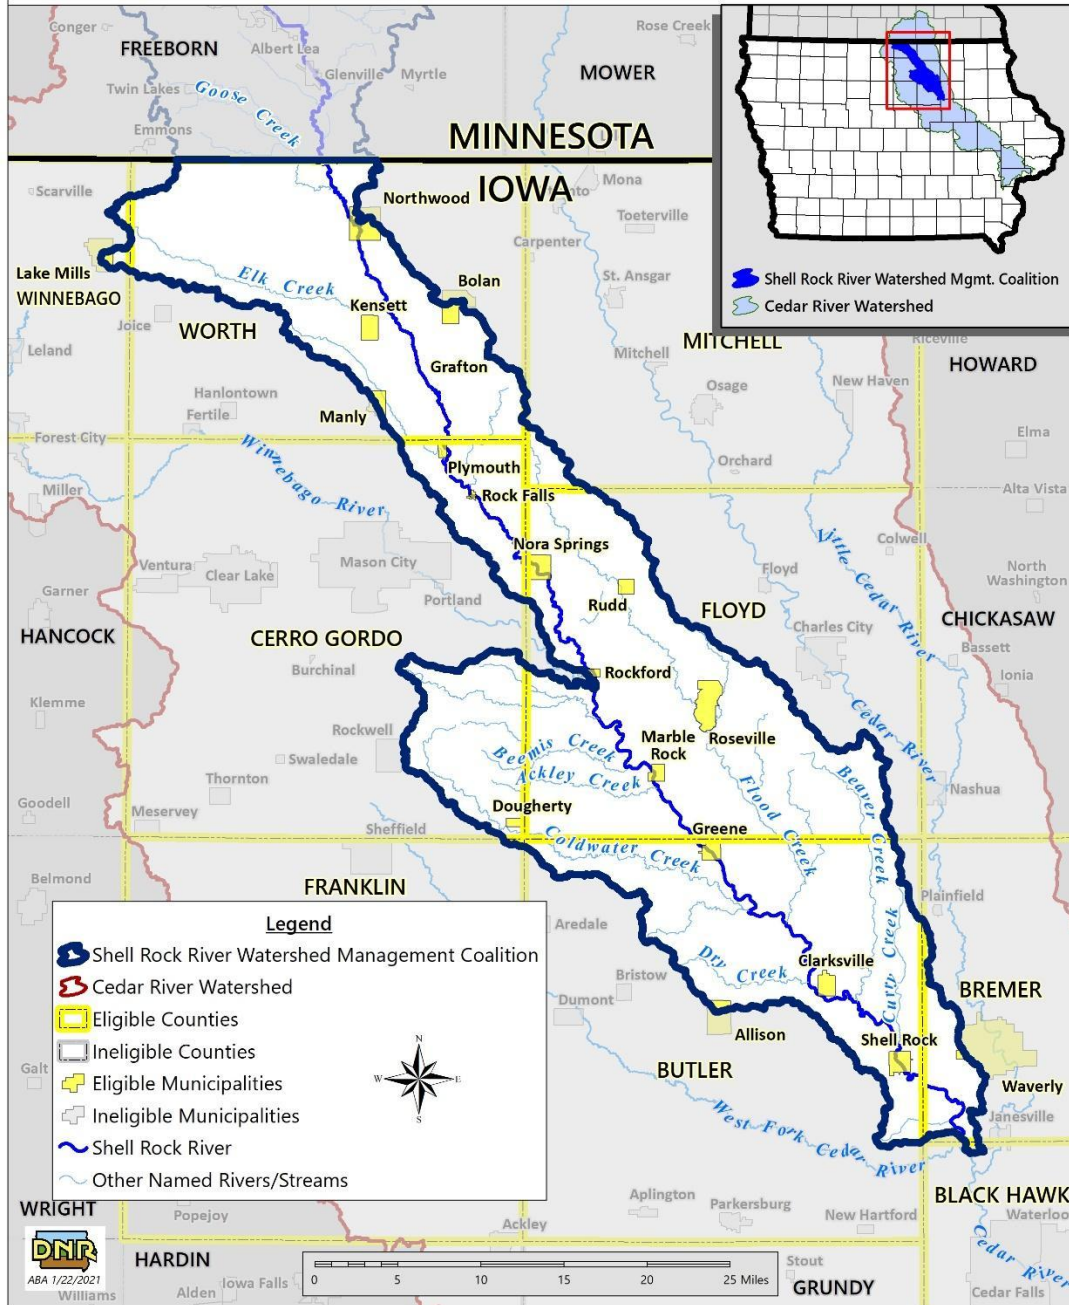 Conger
FREEBORN
Albert Lea
Rose Creek
Glenville
Myrtle
MOWER
Twin Lakes
Goose Creek
Emmons
MINNESOTA
IOWA
Shell Rock River Watershed Mgmt. Coalition
Cedar River Watershed
Scarville
Northwood
Mona
Toeterville
Carpenter
Lake Mills
WINNEBAGO
Elk Creek
Bolan
St. Ansgar
Kensett
Joice
WORTH
MITCHELL
Riceville
Leland
Grafton
Mitchell
HOWARD
Hanlontown
Osage
New Haven
Manly
Fertile
Forest City
Winnebago River
Elma
Plymouth
Orchard
Miller
Rock Falls
Alta Vista
Little Cedar River
Nora Springs
Colwell
Ventura
Clear Lake
Mason City
Floyd
North
Washington
Garner
Portland
Rudd
FLOYD
HANCOCK
CERRO GORDO
Charles City
CHICKASAW
Burchinal
Bassett
Rockford
Ionia
Klemme
Cedar River
Rockwell
Marble
Rock
Roseville
Swaledale
Beemis Creek
Thornton
Ackley Creek
Beaver Creek
Nashua
Goodell
Meservey
Dougherty
Flood Creek
Sheffield
Greene
Coldwater Creek
Belmond
FRANKLIN
Plainfield
Aredale
Legend
Shell Rock River Watershed Management Coalition
Cedar River Watershed
Eligible Counties
Ineligible Counties
Eligible Municipalities
Ineligible Municipalities
Shell Rock River
Other Named Rivers/Streams
N
W
E
S
Clarksville
Dry Creek
Curry Creek
Bristow
Dumont
BREMER
Allison
Shell Rock
Galt
BUTLER
Waverly
West Fork Cedar River
Janesville
WRIGHT
Popejoy
Aplington
Parkersburg
BLACK HAWK
New Hartford
Waterloo
Ackley
DNR
ABA 1/22/2021
HARDIN
Cedar River
Stout
0 5 10 15 20 25 Miles
GRUNDY
Williams
Alden
Iowa Falls
Cedar Falls